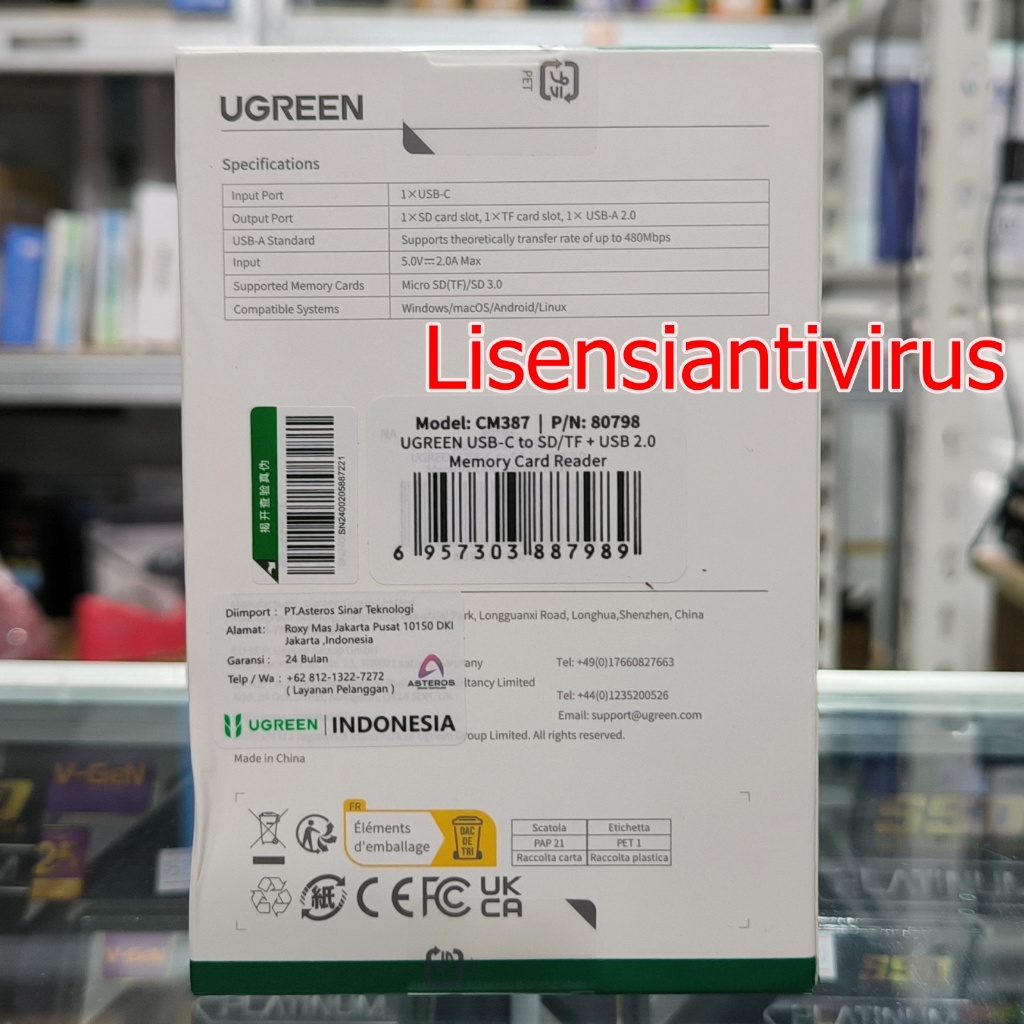 PET
UGREEN
Specifications
Input Port 1×USB-C
Output Port 1×SD card slot, 1×TF card slot, 1× USB-A 2.0
USB-A Standard Supports theoretically transfer rate of up to 480Mbps
Input 5.0V⎓2.0A Max
Supported Memory Cards Micro SD(TF)/SD 3.0
Compatible Systems Windows/macOS/Android/Linux
Lisensiantivirus
揭开查验真伪
SN2400205887221
Model: CM387 | P/N: 80798
UGREEN USB-C to SD/TF + USB 2.0
Memory Card Reader
6 957303 887989
Diimport : PT.Asteros Sinar Teknologi
Alamat: Roxy Mas Jakarta Pusat 10150 DKI
Jakarta ,Indonesia
Garansi : 24 Bulan
Telp / Wa : +62 812-1322-7272
( Layanan Pelanggan )
ASTEROS
UGREEN | INDONESIA
Longguanxi Road, Longhua,Shenzhen, China
Tel: +49(0)17660827663
Limited
Tel: +44(0)1235200526
Email: support@ugreen.com
Limited. All rights reserved.
Made in China
FR
Éléments
d'emballage
BAC
DE
TRI
Scatola Etichetta
PAP 21 PET 1
Raccolta carta Raccolta plastica
紙
CE FC UK
CA
V-GeN
25
V-GeN
PLATINUM
PLATINUM